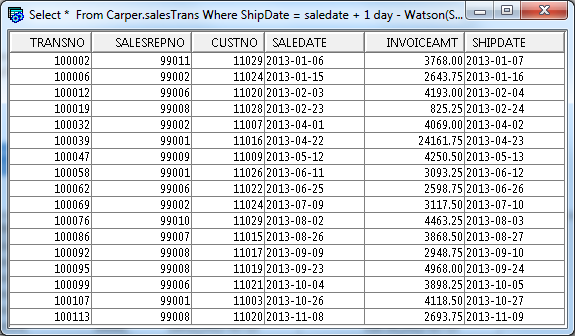 Select * From Carper.salesTrans Where ShipDate = saledate + 1 day - Watson(S...
TRANSNO SALESREPNO CUSTNO SALEDATE INVOICEAMT SHIPDATE
100002 99011 11029 2013-01-06 3768.00 2013-01-07
100006 99002 11024 2013-01-15 2643.75 2013-01-16
100012 99006 11020 2013-02-03 4193.00 2013-02-04
100019 99008 11028 2013-02-23 825.25 2013-02-24
100032 99002 11007 2013-04-01 4069.00 2013-04-02
100039 99001 11016 2013-04-22 24161.75 2013-04-23
100047 99009 11009 2013-05-12 4250.50 2013-05-13
100058 99001 11026 2013-06-11 3093.25 2013-06-12
100062 99006 11022 2013-06-25 2598.75 2013-06-26
100069 99002 11024 2013-07-09 3117.50 2013-07-10
100076 99010 11029 2013-08-02 4463.25 2013-08-03
100086 99007 11015 2013-08-26 3868.50 2013-08-27
100092 99008 11017 2013-09-09 2948.75 2013-09-10
100095 99008 11019 2013-09-23 4968.00 2013-09-24
100099 99006 11021 2013-10-04 3898.25 2013-10-05
100107 99001 11003 2013-10-26 4118.50 2013-10-27
100113 99008 11020 2013-11-08 2693.75 2013-11-09